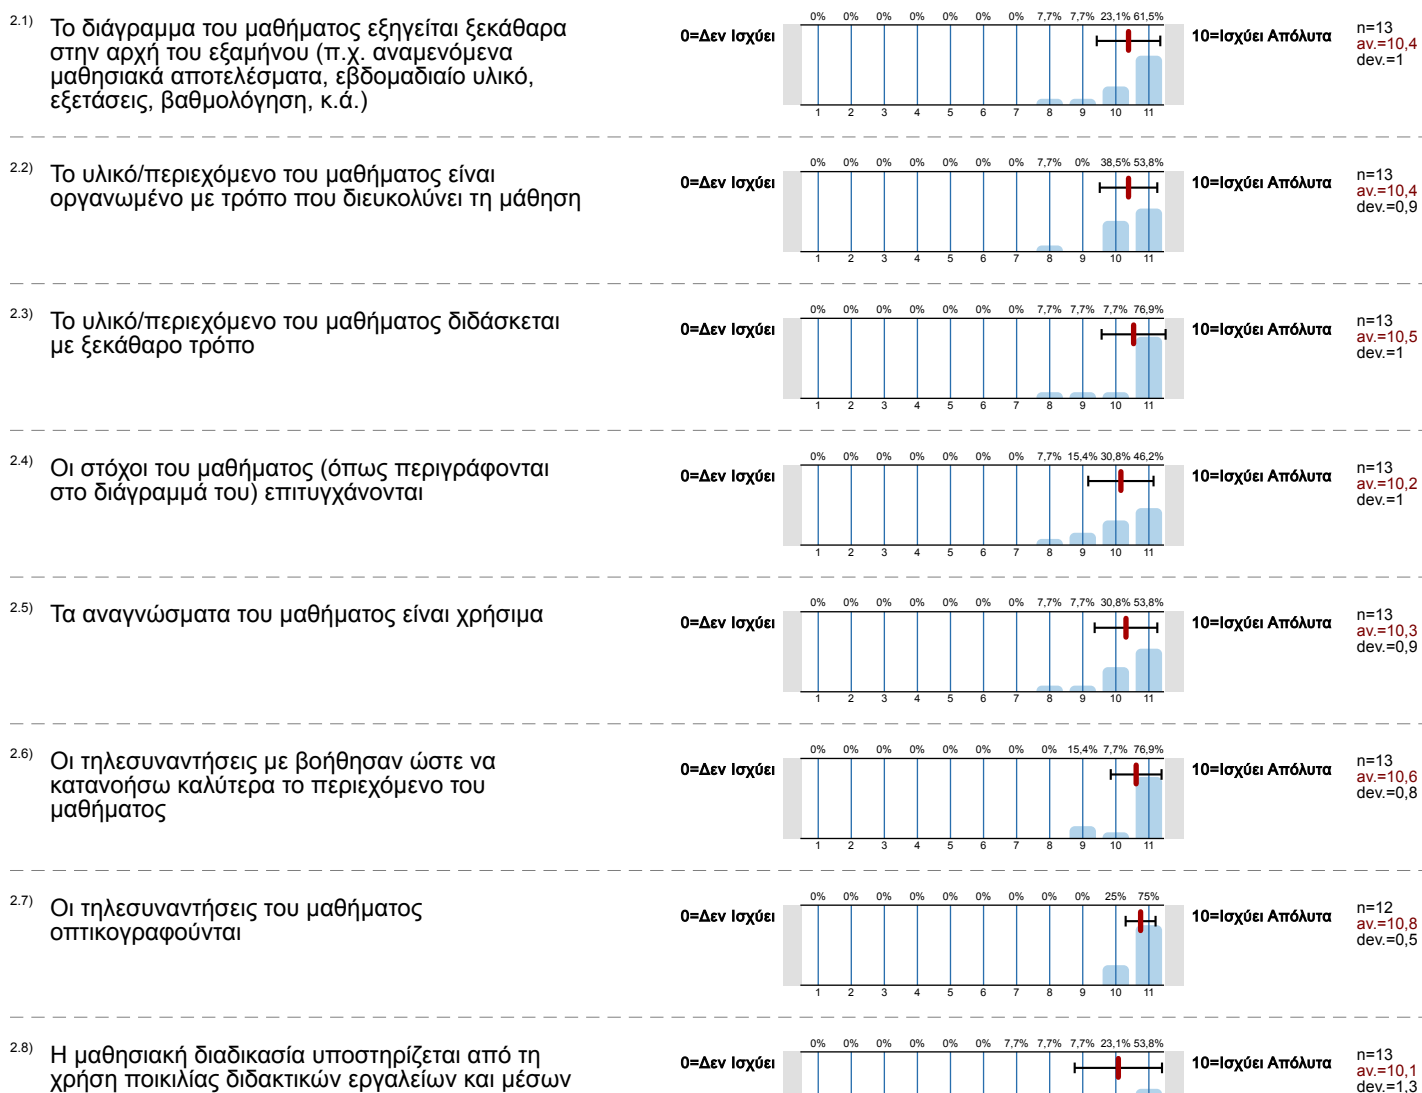 2.1) Το διάγραμμα του μαθήματος εξηγείται ξεκάθαρα
στην αρχή του εξαμήνου (π.χ. αναμενόμενα
μαθησιακά αποτελέσματα, εβδομαδιαίο υλικό,
εξετάσεις, βαθμολόγηση, κ.ά.)
0=Δεν Ισχύει
0% 0% 0% 0% 0% 0% 0% 7,7% 7,7% 23,1% 61,5%
1 2 3 4 5 6 7 8 9 10 11
10=Ισχύει Απόλυτα
n=13
av.=10,4
dev.=1
2.2) Το υλικό/περιεχόμενο του μαθήματος είναι
οργανωμένο με τρόπο που διευκολύνει τη μάθηση
0=Δεν Ισχύει
0% 0% 0% 0% 0% 0% 0% 7,7% 0% 38,5% 53,8%
1 2 3 4 5 6 7 8 9 10 11
10=Ισχύει Απόλυτα
n=13
av.=10,4
dev.=0,9
2.3) Το υλικό/περιεχόμενο του μαθήματος διδάσκεται
με ξεκάθαρο τρόπο
0=Δεν Ισχύει
0% 0% 0% 0% 0% 0% 0% 7,7% 7,7% 7,7% 76,9%
1 2 3 4 5 6 7 8 9 10 11
10=Ισχύει Απόλυτα
n=13
av.=10,5
dev.=1
2.4) Οι στόχοι του μαθήματος (όπως περιγράφονται
στο διάγραμμά του) επιτυγχάνονται
0=Δεν Ισχύει
0% 0% 0% 0% 0% 0% 0% 7,7% 15,4% 30,8% 46,2%
1 2 3 4 5 6 7 8 9 10 11
10=Ισχύει Απόλυτα
n=13
av.=10,2
dev.=1
2.5) Τα αναγνώσματα του μαθήματος είναι χρήσιμα
0=Δεν Ισχύει
0% 0% 0% 0% 0% 0% 0% 7,7% 7,7% 30,8% 53,8%
1 2 3 4 5 6 7 8 9 10 11
10=Ισχύει Απόλυτα
n=13
av.=10,3
dev.=0,9
2.6) Οι τηλεσυναντήσεις με βοήθησαν ώστε να
κατανοήσω καλύτερα το περιεχόμενο του
μαθήματος
0=Δεν Ισχύει
0% 0% 0% 0% 0% 0% 0% 0% 15,4% 7,7% 76,9%
1 2 3 4 5 6 7 8 9 10 11
10=Ισχύει Απόλυτα
n=13
av.=10,6
dev.=0,8
2.7) Οι τηλεσυναντήσεις του μαθήματος
οπτικογραφούνται
0=Δεν Ισχύει
0% 0% 0% 0% 0% 0% 0% 0% 0% 25% 75%
1 2 3 4 5 6 7 8 9 10 11
10=Ισχύει Απόλυτα
n=12
av.=10,8
dev.=0,5
2.8) Η μαθησιακή διαδικασία υποστηρίζεται από τη
χρήση ποικιλίας διδακτικών εργαλείων και μέσων
0=Δεν Ισχύει
0% 0% 0% 0% 0% 0% 7,7% 7,7% 7,7% 23,1% 53,8%
10=Ισχύει Απόλυτα
n=13
av.=10,1
dev.=1,3